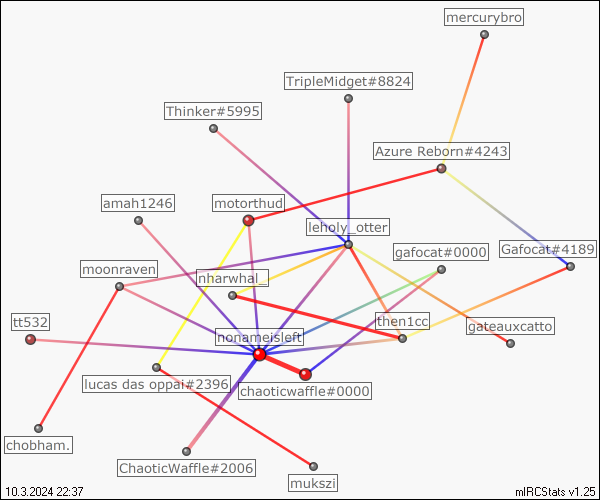 mercurybro
TripleMidget#8824
Thinker#5995
Azure Reborn#4243
amah1246
motorthud
leholy_otter
gafocat#0000
Gafocat#4189
moonraven
nharwhal_
tt532
then1cc
gateauxcatto
nonameisleft
lucas das oppai#2396
chaoticwaffle#0000
chobham.
ChaoticWaffle#2006
mukszi
10.3.2024 22:37
mIRCStats v1.25